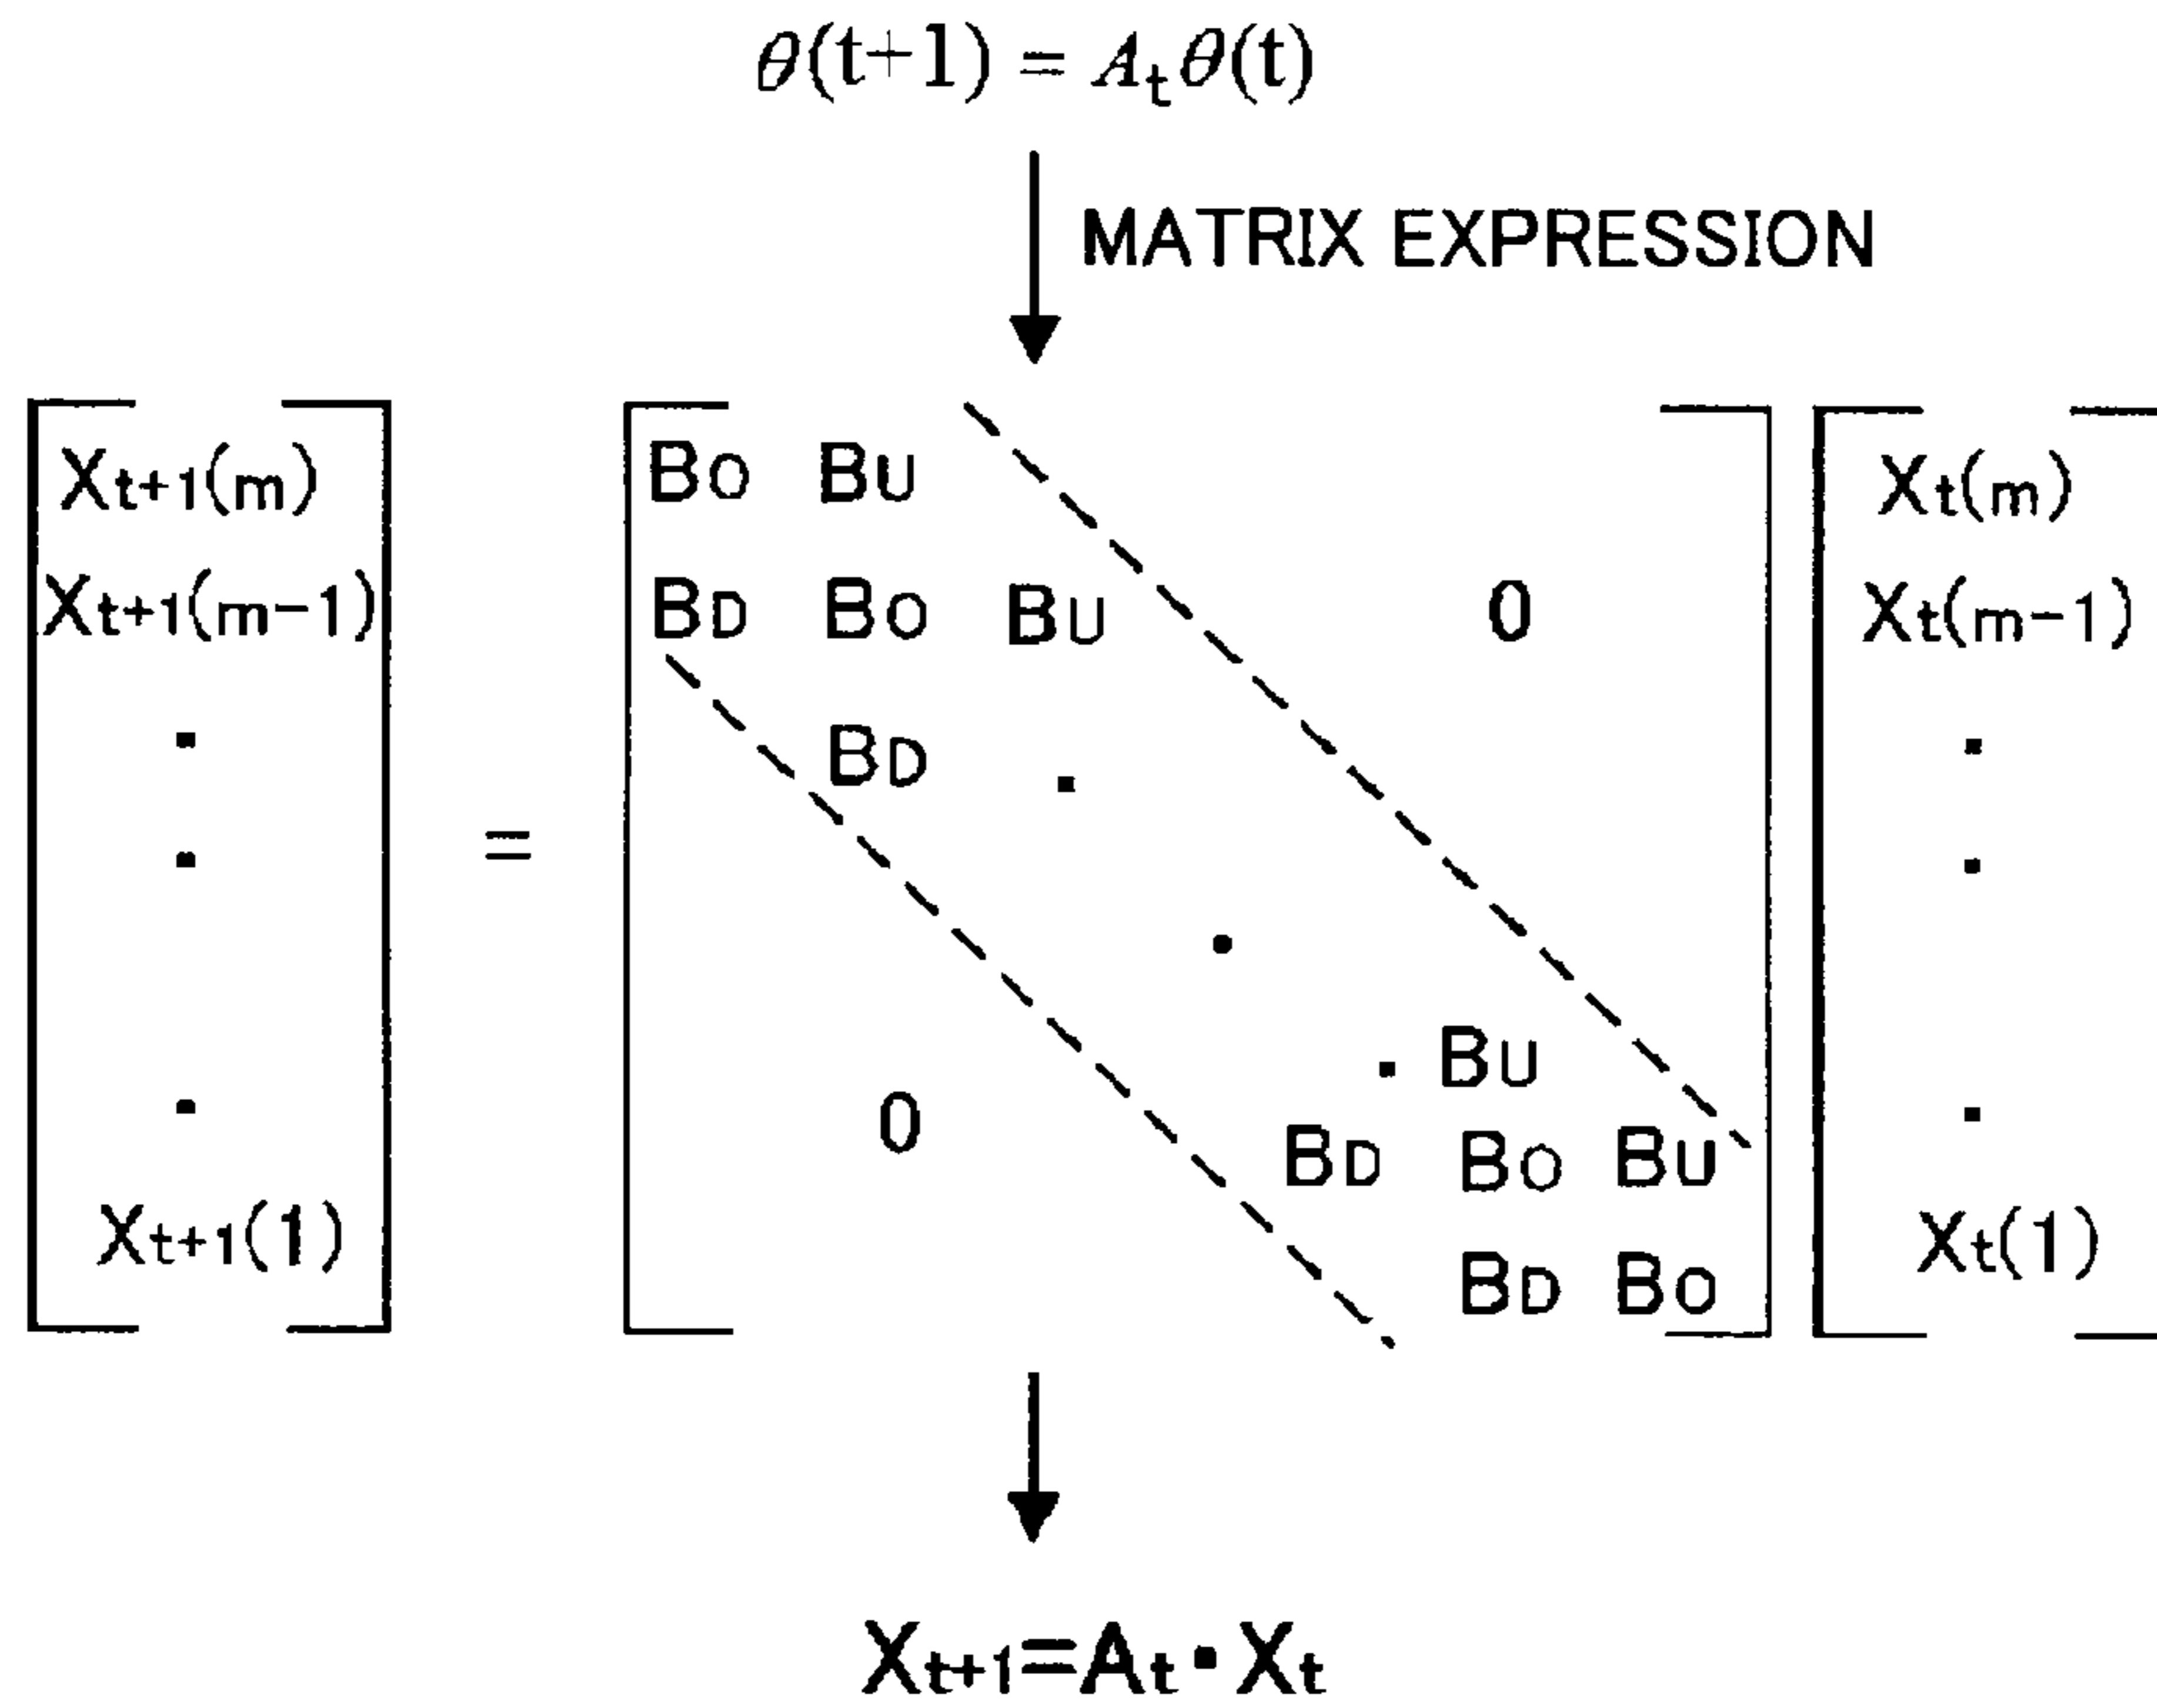 θ(t+1) = Atθ(t)
MATRIX EXPRESSION
Xt+1(m) BO BU Xt(m)
Xt+1(m-1) BD BO BU 0 Xt(m-1)
BD
=
BU
0 BD BO BU
Xt+1(1) BD BO Xt(1)
Xt+1=At·Xt